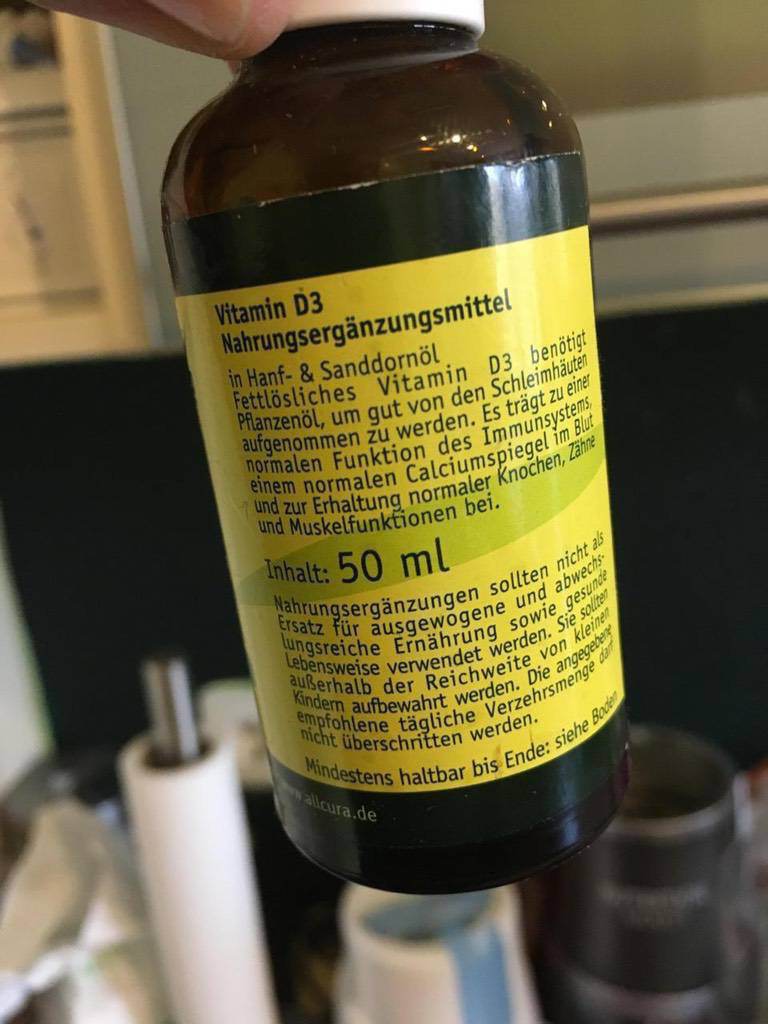 Vitamin D3
Nahrungsergänzungsmittel
in Hanf- & Sanddornöl
Fettlösliches Vitamin D3 benötigt
Pflanzenöl, um gut von den Schleimhäuten
aufgenommen zu werden. Es trägt zu einer
normalen Funktion des Immunsystems,
einem normalen Calciumspiegel im Blut
und zur Erhaltung normaler Knochen, Zähne
und Muskelfunktionen bei.
Inhalt: 50 ml
Nahrungsergänzungen sollten nicht als
Ersatz für ausgewogene und abwechs-
lungsreiche Ernährung sowie gesunde
Lebensweise verwendet werden. Sie sollten
außerhalb der Reichweite von kleinen
Kindern aufbewahrt werden. Die angegebene
empfohlene tägliche Verzehrsmenge darf
nicht überschritten werden.
Mindestens haltbar bis Ende: siehe Boden
www.allcura.de